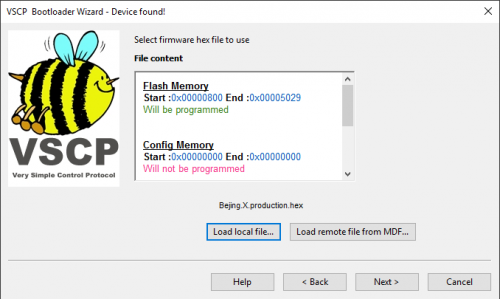 VSCP Bootloader Wizard - Device found!
Select firmware hex file to use
File content
Flash Memory
Start :0x00000800 End :0x00005029
Will be programmed
Config Memory
Start :0x00000000 End :0x00000000
Will not be programmed
VSCP
Very Simple Control Protocol
Bejing.X.production.hex
Load local file...
Load remote file from MDF...
Help
< Back
Next >
Cancel